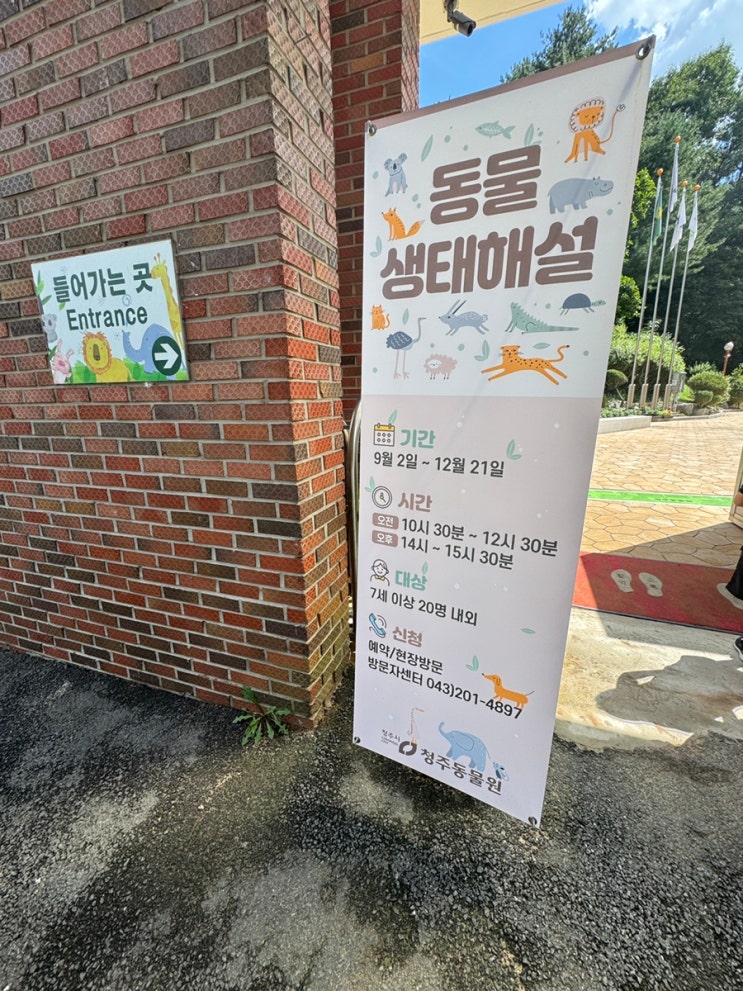 들어가는 곳
Entrance
동물
생태해설
기간
9월 2일 ~ 12월 21일
시간
오전 10시 30분 ~ 12시 30분
오후 14시 ~ 15시 30분
대상
7세 이상 20명 내외
신청
예약/현장방문
방문자센터 043)201-4897
청주시
청주동물원